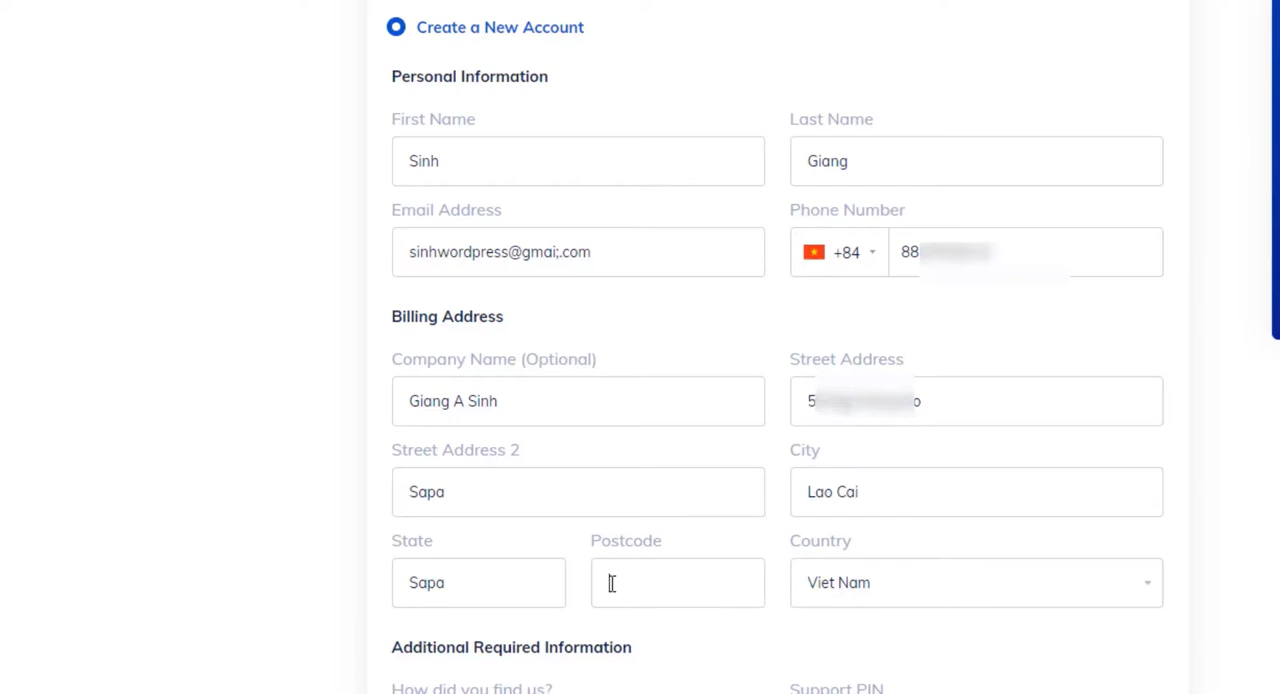 Create a New Account
Personal Information
First Name Last Name
Sinh Giang
Email Address Phone Number
sinhwordpress@gmai;.com +84 88
Billing Address
Company Name (Optional) Street Address
Giang A Sinh 5 o
Street Address 2 City
Sapa Lao Cai
State Postcode Country
Sapa Viet Nam
Additional Required Information
How did you find us? Support PIN